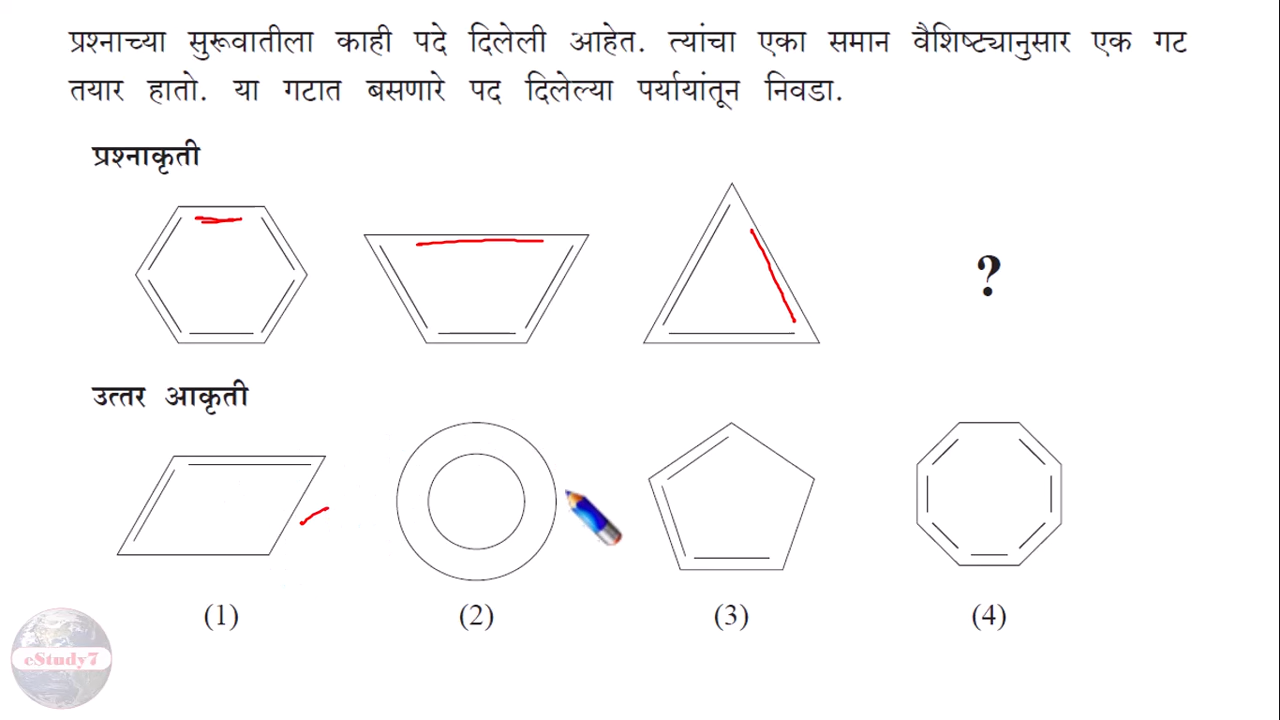 प्रश्नाच्या सुरूवातीला काही पदे दिलेली आहेत. त्यांचा एका समान वैशिष्ट्यानुसार एक गट
तयार हातो. या गटात बसणारे पद दिलेल्या पर्यायांतून निवडा.
प्रश्नाकृती
?
उत्तर आकृती
(1) (2) (3) (4)
eStudy7